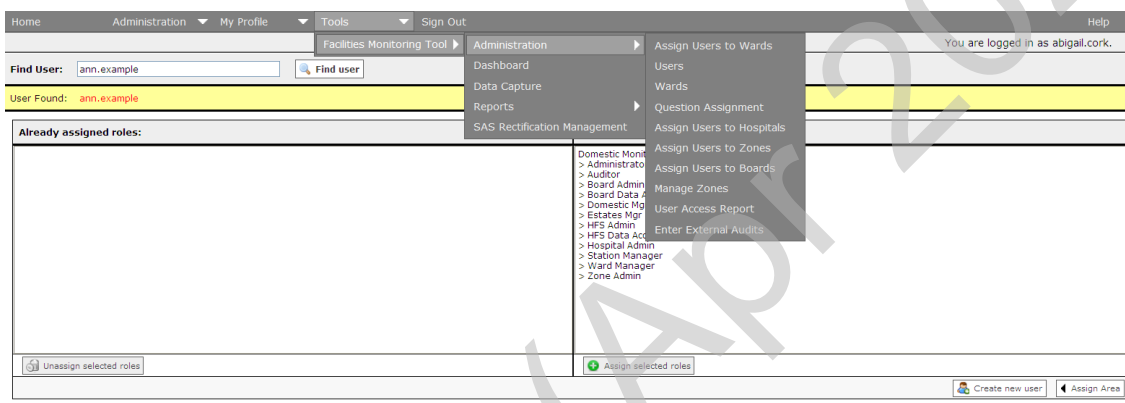 Home Administration My Profile Tools Sign Out Help
Facilities Monitoring Tool Administration Assign Users to Wards You are logged in as abigail.cork.
Dashboard Users
Find User: ann.example Find user
Data Capture Wards
User Found: ann.example Reports Question Assignment
SAS Rectification Management Assign Users to Hospitals
Already assigned roles:
Assign Users to Zones
Assign Users to Boards
Manage Zones
User Access Report
Enter External Audits
Domestic
> 
> Auditor
> Board
> Board Data
> Domestic
> Estates Mgr
> HFS Admin
> HFS Data
> Hospital Admin
> Station Manager
> Ward Manager
> Zone Admin
Unassign selected roles Assign selected roles
Create new user Assign Area
(Apr